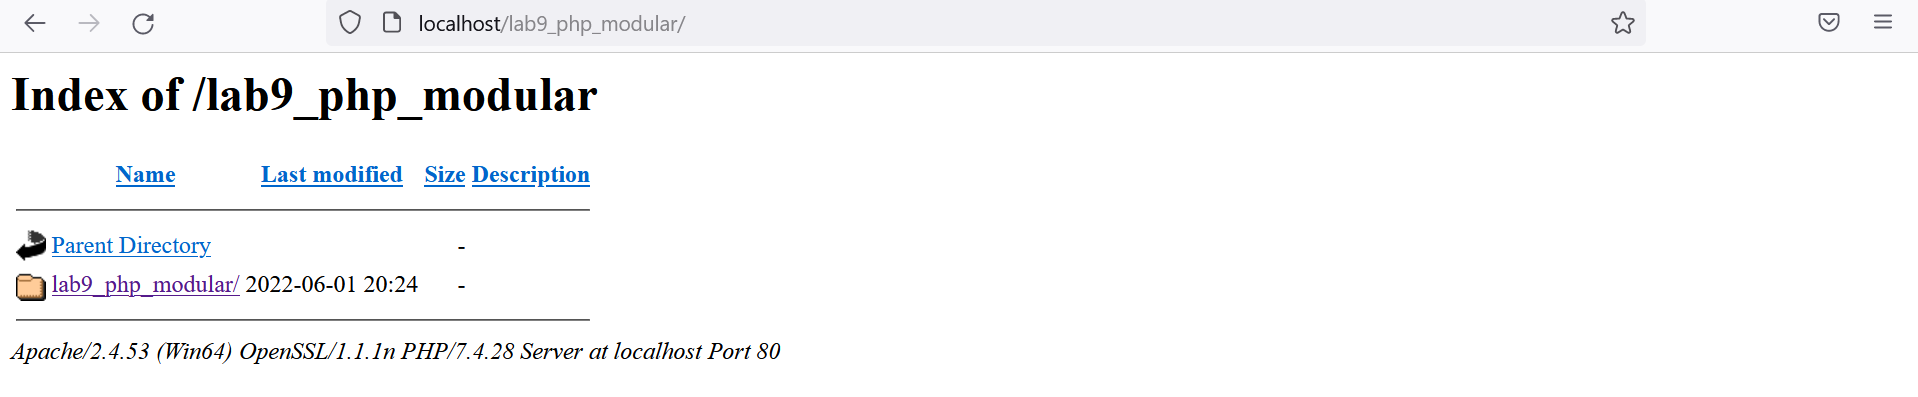 localhost/lab9_php_modular/
Index of /lab9_php_modular
Name Last modified Size Description
Parent Directory -
lab9_php_modular/ 2022-06-01 20:24 -
Apache/2.4.53 (Win64) OpenSSL/1.1.1n PHP/7.4.28 Server at localhost Port 80